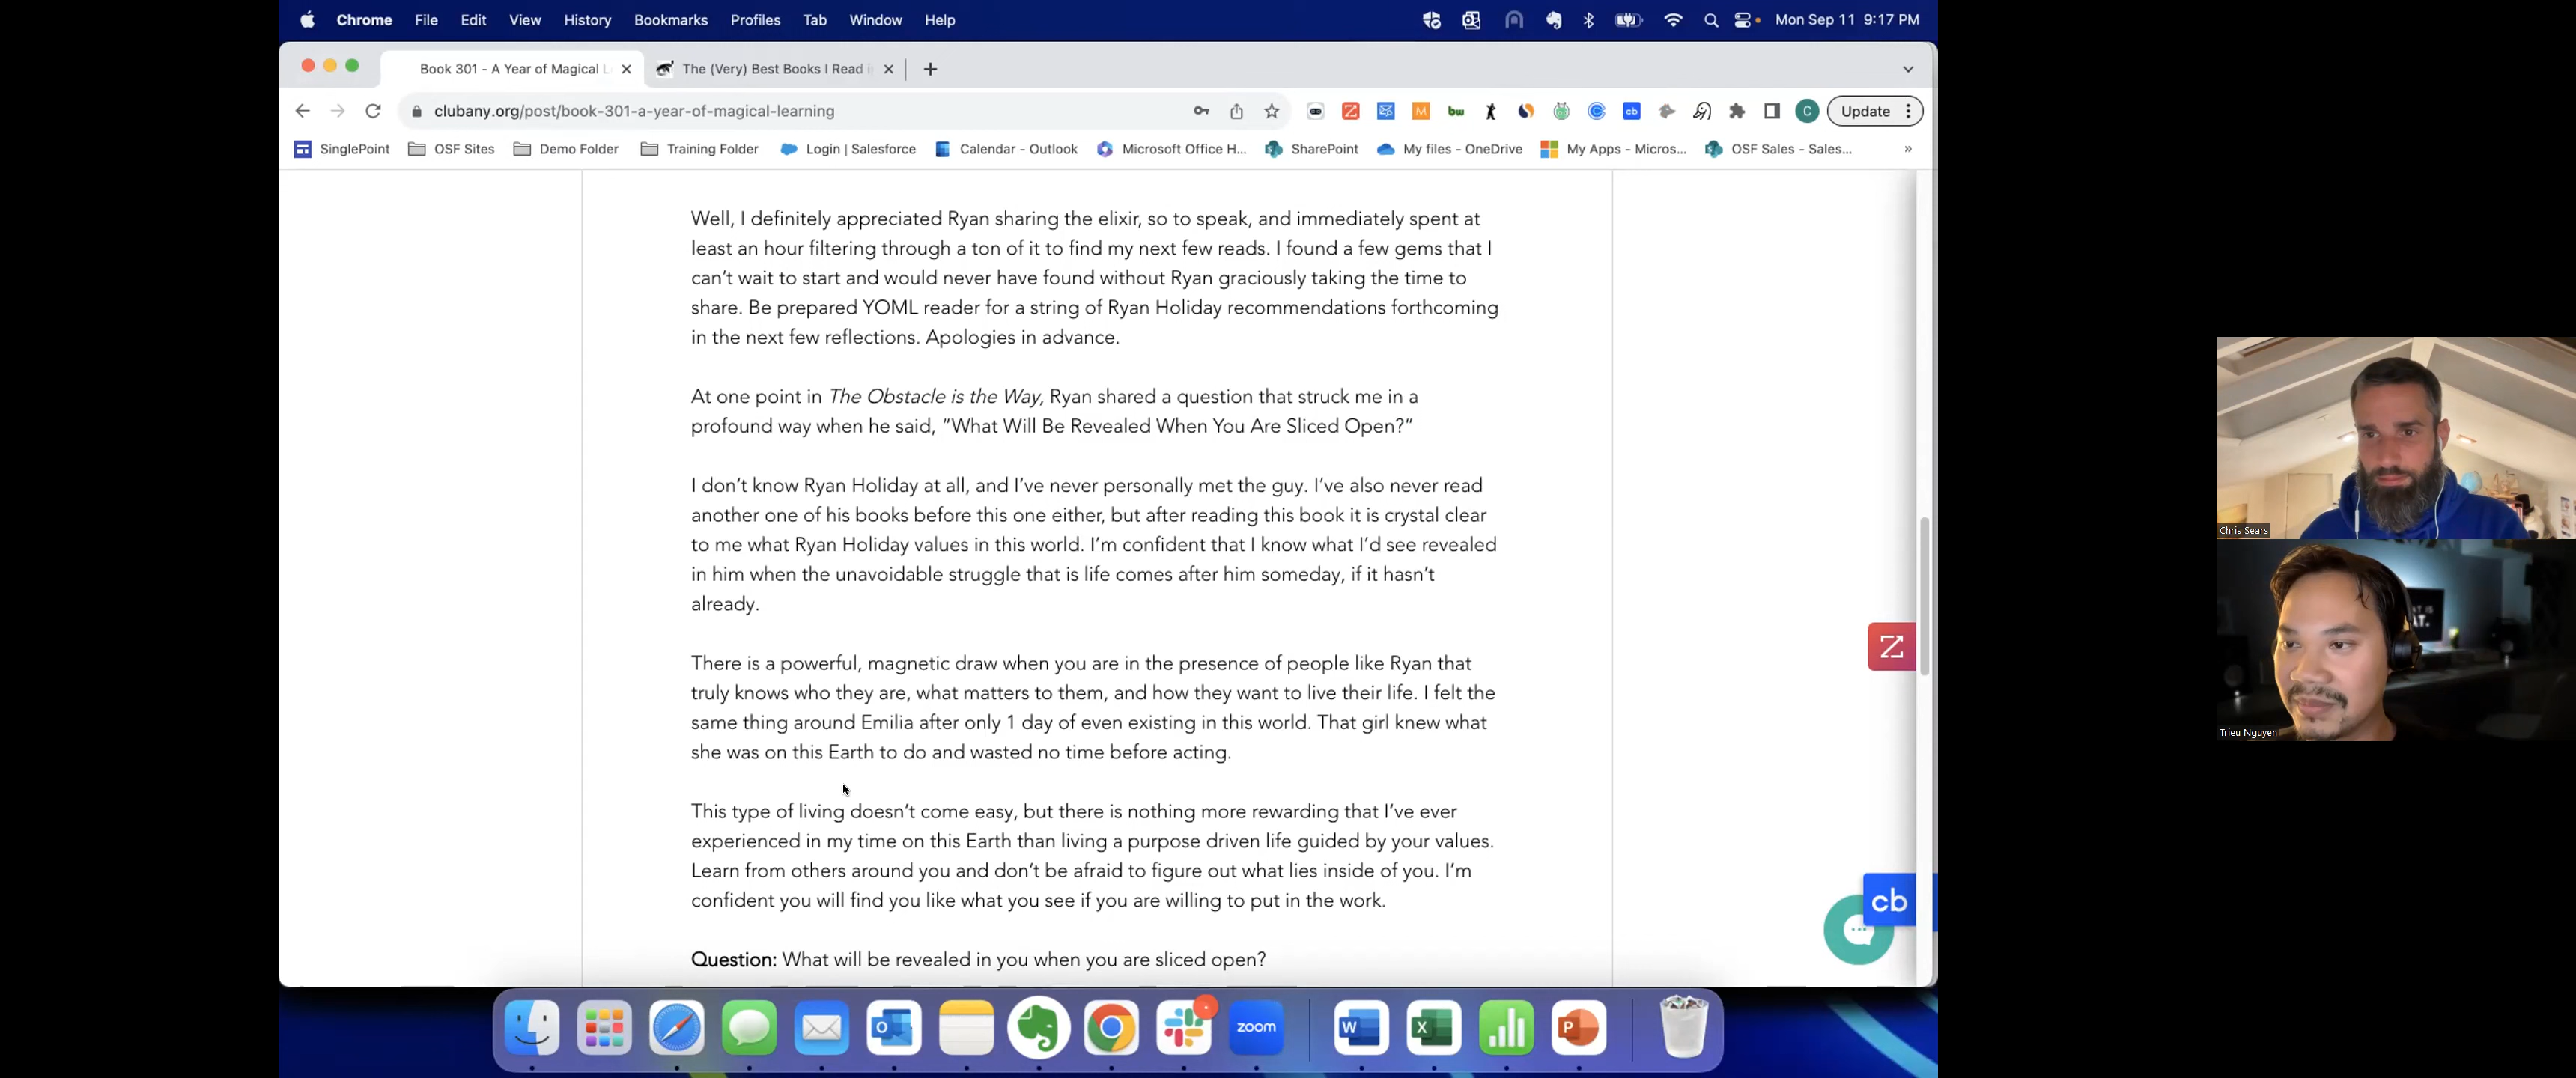 Chrome File Edit View History Bookmarks Profiles Tab Window Help Mon Sep 11 9:17 PM
Book 301 - A Year of Magical L The (Very) Best Books I Read i
clubany.org/post/book-301-a-year-of-magical-learning M bw cb C Update
SinglePoint OSF Sites Demo Folder Training Folder Login | Salesforce Calendar - Outlook Microsoft Office H... SharePoint My files - OneDrive My Apps - Micros... OSF Sales - Sales... »
Well, I definitely appreciated Ryan sharing the elixir, so to speak, and immediately spent at
least an hour filtering through a ton of it to find my next few reads. I found a few gems that I
can't wait to start and would never have found without Ryan graciously taking the time to
share. Be prepared YOML reader for a string of Ryan Holiday recommendations forthcoming
in the next few reflections. Apologies in advance.
At one point in The Obstacle is the Way, Ryan shared a question that struck me in a
profound way when he said, "What Will Be Revealed When You Are Sliced Open?"
I don't know Ryan Holiday at all, and I've never personally met the guy. I've also never read
another one of his books before this one either, but after reading this book it is crystal clear
to me what Ryan Holiday values in this world. I'm confident that I know what I'd see revealed
in him when the unavoidable struggle that is life comes after him someday, if it hasn't
already.
There is a powerful, magnetic draw when you are in the presence of people like Ryan that
truly knows who they are, what matters to them, and how they want to live their life. I felt the
same thing around Emilia after only 1 day of even existing in this world. That girl knew what
she was on this Earth to do and wasted no time before acting.
This type of living doesn't come easy, but there is nothing more rewarding that I've ever
experienced in my time on this Earth than living a purpose driven life guided by your values.
Learn from others around you and don't be afraid to figure out what lies inside of you. I'm
confident you will find you like what you see if you are willing to put in the work.
Question: What will be revealed in you when you are sliced open?
cb
zoom
O
W
X
P
Chris Sears
Trieu Nguyen